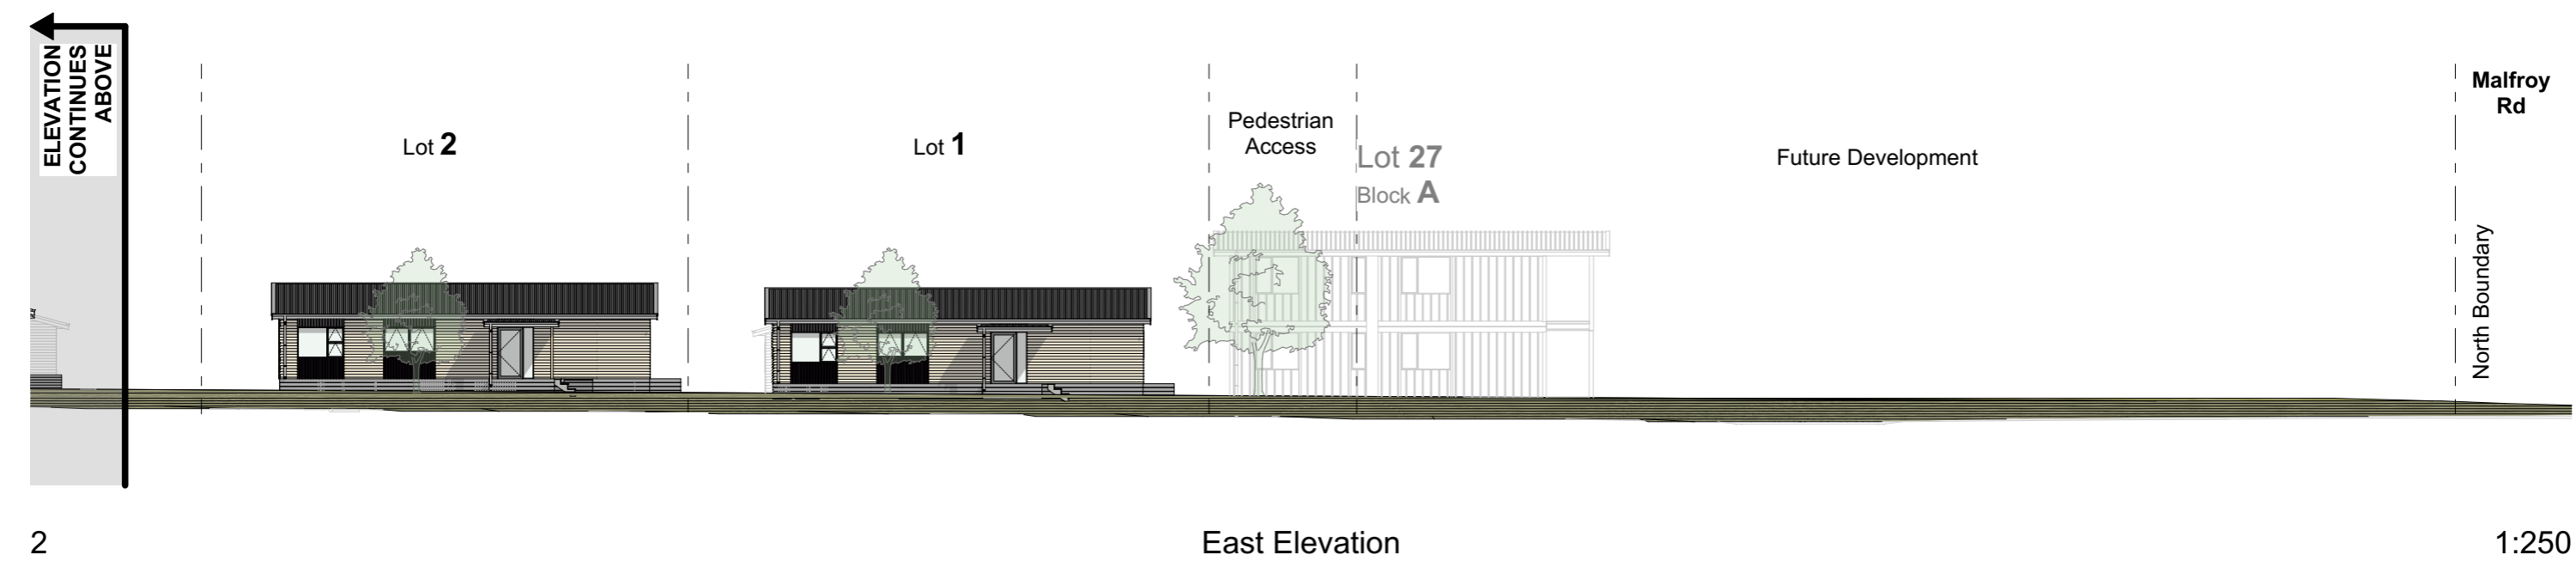 ELEVATION
CONTINUES
ABOVE
Lot 2
Lot 1
Pedestrian
Access
Lot 27
Block A
Future Development
Malfroy
Rd
North Boundary
2
East Elevation
1:250